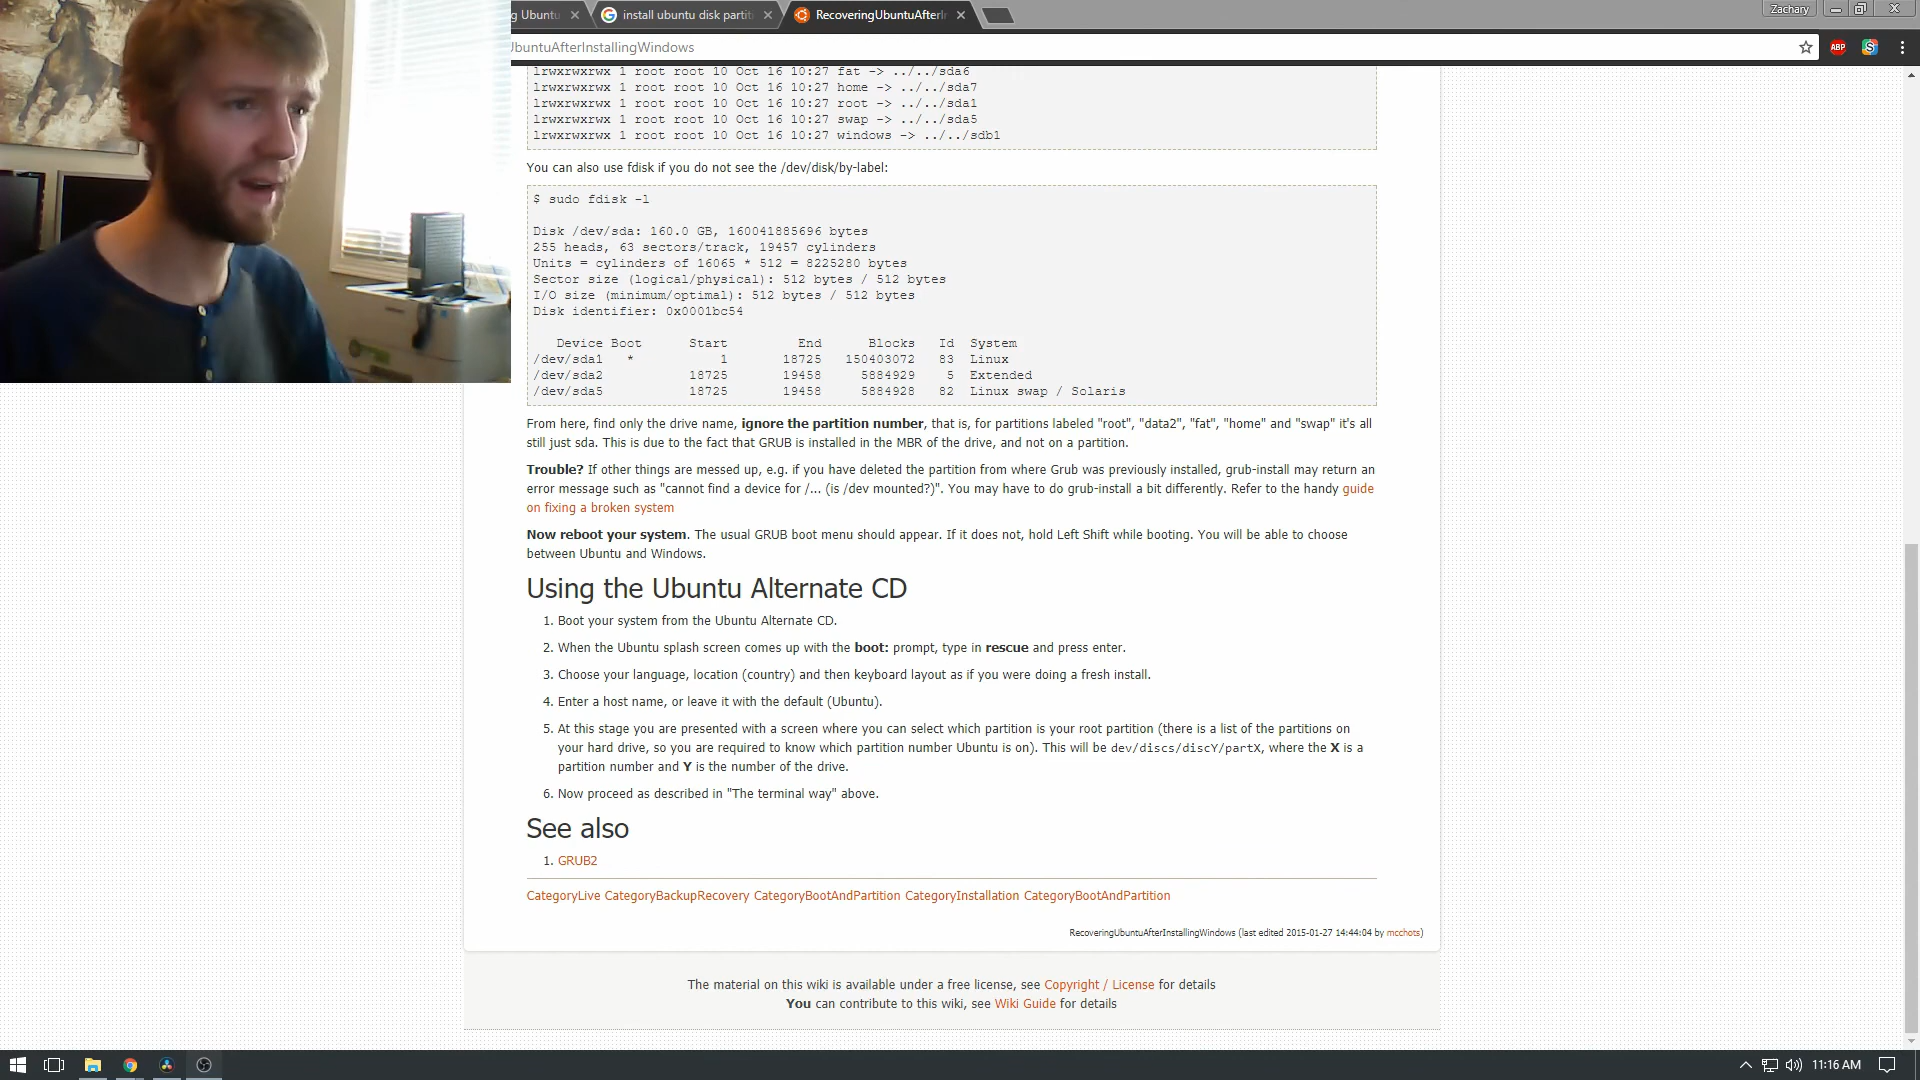 g Ubuntu
install ubuntu disk partiti
RecoveringUbuntuAfterIn
Zachary
UbuntuAfterInstallingWindows
ABP
lrwxrwxrwx 1 root root 10 Oct 16 10:27 fat -> ../../sda6
lrwxrwxrwx 1 root root 10 Oct 16 10:27 home -> ../../sda7
lrwxrwxrwx 1 root root 10 Oct 16 10:27 root -> ../../sda1
lrwxrwxrwx 1 root root 10 Oct 16 10:27 swap -> ../../sda5
lrwxrwxrwx 1 root root 10 Oct 16 10:27 windows -> ../../sdb1
You can also use fdisk if you do not see the /dev/disk/by-label:
$ sudo fdisk -l
Disk /dev/sda: 160.0 GB, 160041885696 bytes
255 heads, 63 sectors/track, 19457 cylinders
Units = cylinders of 16065 * 512 = 8225280 bytes
Sector size (logical/physical): 512 bytes / 512 bytes
I/O size (minimum/optimal): 512 bytes / 512 bytes
Disk identifier: 0x0001bc54
Device Boot Start End Blocks Id System
/dev/sda1 * 1 18725 150403072 83 Linux
/dev/sda2 18725 19458 5884929 5 Extended
/dev/sda5 18725 19458 5884928 82 Linux swap / Solaris
From here, find only the drive name, ignore the partition number, that is, for partitions labeled "root", "data2", "fat", "home" and "swap" it's all
still just sda. This is due to the fact that GRUB is installed in the MBR of the drive, and not on a partition.
Trouble? If other things are messed up, e.g. if you have deleted the partition from where Grub was previously installed, grub-install may return an
error message such as "cannot find a device for /... (is /dev mounted?)". You may have to do grub-install a bit differently. Refer to the handy guide
on fixing a broken system
Now reboot your system. The usual GRUB boot menu should appear. If it does not, hold Left Shift while booting. You will be able to choose
between Ubuntu and Windows.
Using the Ubuntu Alternate CD
1. Boot your system from the Ubuntu Alternate CD.
2. When the Ubuntu splash screen comes up with the boot: prompt, type in rescue and press enter.
3. Choose your language, location (country) and then keyboard layout as if you were doing a fresh install.
4. Enter a host name, or leave it with the default (Ubuntu).
5. At this stage you are presented with a screen where you can select which partition is your root partition (there is a list of the partitions on
your hard drive, so you are required to know which partition number Ubuntu is on). This will be dev/discs/discY/partX, where the X is a
partition number and Y is the number of the drive.
6. Now proceed as described in "The terminal way" above.
See also
1. GRUB2
CategoryLive CategoryBackupRecovery CategoryBootAndPartition CategoryInstallation CategoryBootAndPartition
RecoveringUbuntuAfterInstallingWindows (last edited 2015-01-27 14:44:04 by mcchots)
The material on this wiki is available under a free license, see Copyright / License for details
You can contribute to this wiki, see Wiki Guide for details
11:16 AM